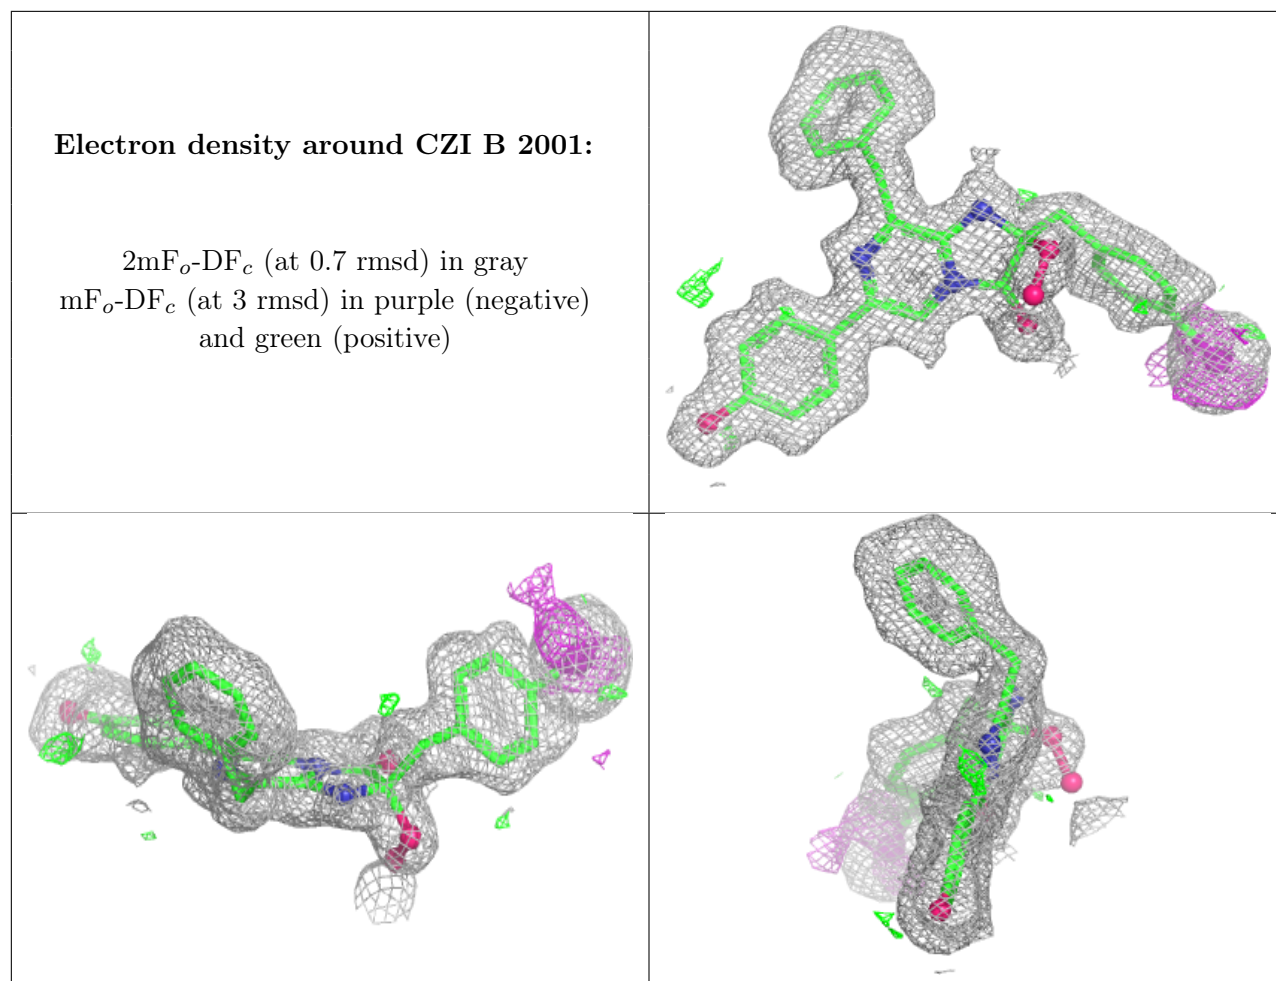 Electron density around CZI B 2001:
2mFo-DFc (at 0.7 rmsd) in gray
mFo-DFc (at 3 rmsd) in purple (negative)
and green (positive)